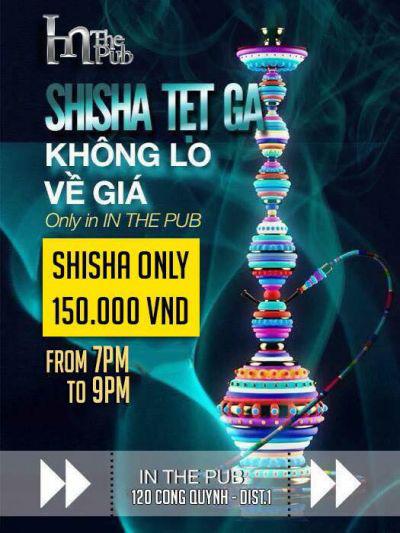 In The Pub
SHISHA TẸT GA
KHÔNG LO
VỀ GIÁ
Only in IN THE PUB
SHISHA ONLY
150.000 VND
FROM 7PM
TO 9PM
IN THE PUB
120 CONG QUYNH - DIST.1